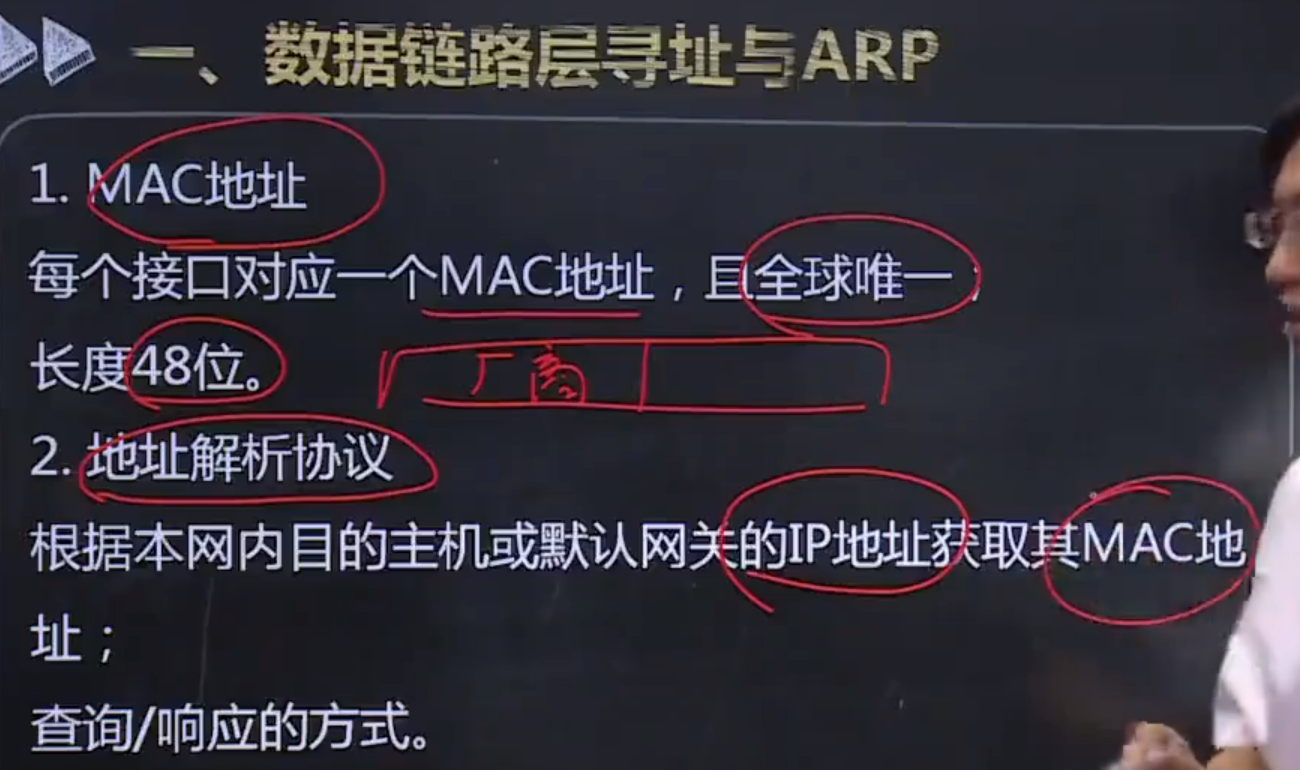 一、数据链路层寻址与ARP
1. MAC地址
每个接口对应一个MAC地址，且全球唯一；
长度48位。
厂商
2. 地址解析协议
根据本网内目的主机或默认网关的IP地址获取其MAC地
址；
查询/响应的方式。